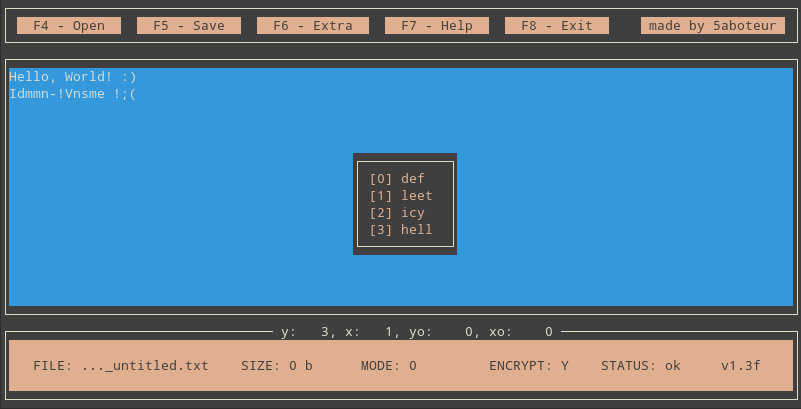 F4 - Open F5 - Save F6 - Extra F7 - Help F8 - Exit made by 5aboteur
Hello, World! :)
Idmmn-!Vnsme !;(
[0] def
[1] leet
[2] icy
[3] hell
y: 3, x: 1, yo: 0, xo: 0
FILE: ..._untitled.txt SIZE: 0 b MODE: 0 ENCRYPT: Y STATUS: ok v1.3f